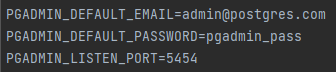 PGADMIN_DEFAULT_EMAIL=admin@postgres.com
PGADMIN_DEFAULT_PASSWORD=pgadmin_pass
PGADMIN_LISTEN_PORT=5454